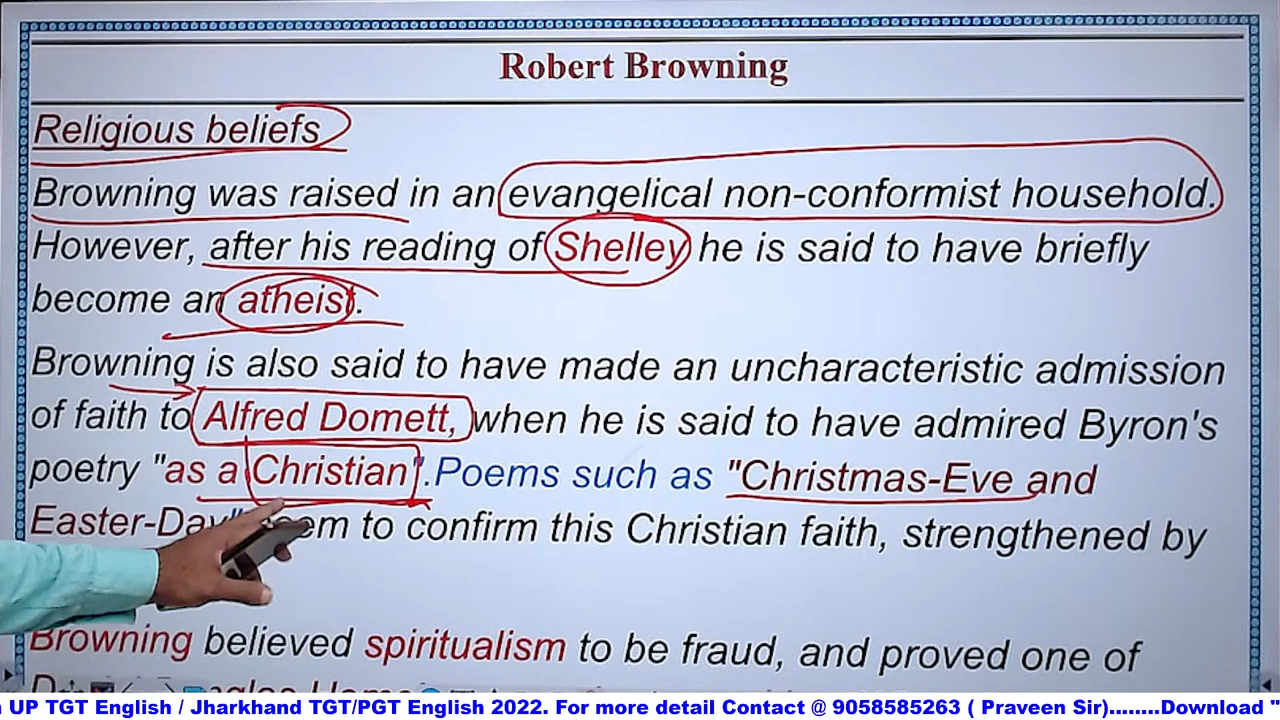 Robert Browning
Religious beliefs
Browning was raised in an evangelical non-conformist household.
However, after his reading of Shelley he is said to have briefly
become an atheist.
Browning is also said to have made an uncharacteristic admission
of faith to Alfred Domett, when he is said to have admired Byron's
poetry "as a Christian".Poems such as "Christmas-Eve and
Easter-Day" seem to confirm this Christian faith, strengthened by
Browning believed spiritualism to be fraud, and proved one of
Home
UP TGT English / Jharkhand TGT/PGT English 2022. For more detail Contact @ 9058585263 ( Praveen Sir)........Download "